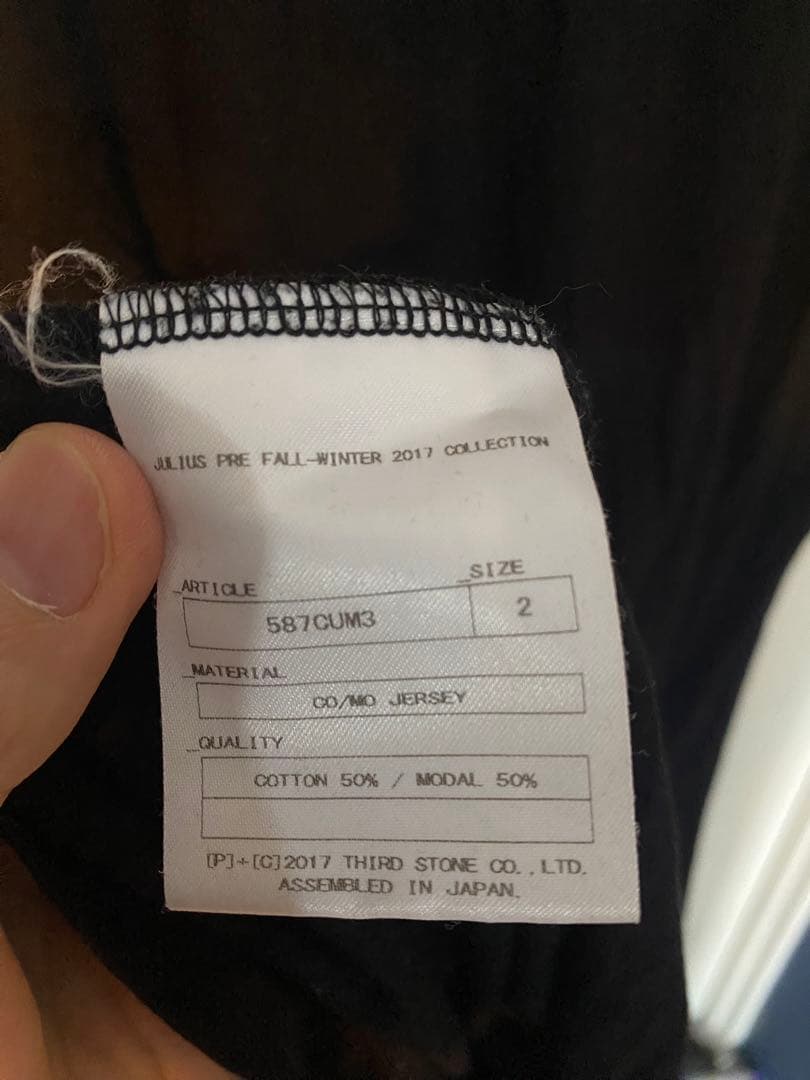 JULIUS PRE FALL-WINTER 2017 COLLECTION
_ARTICLE _SIZE
587CUM3 2
_MATERIAL
CO/MO JERSEY
_QUALITY
COTTON 50% / MODAL 50%
[P]+[C]2017 THIRD STONE CO.,LTD.
ASSEMBLED IN JAPAN.